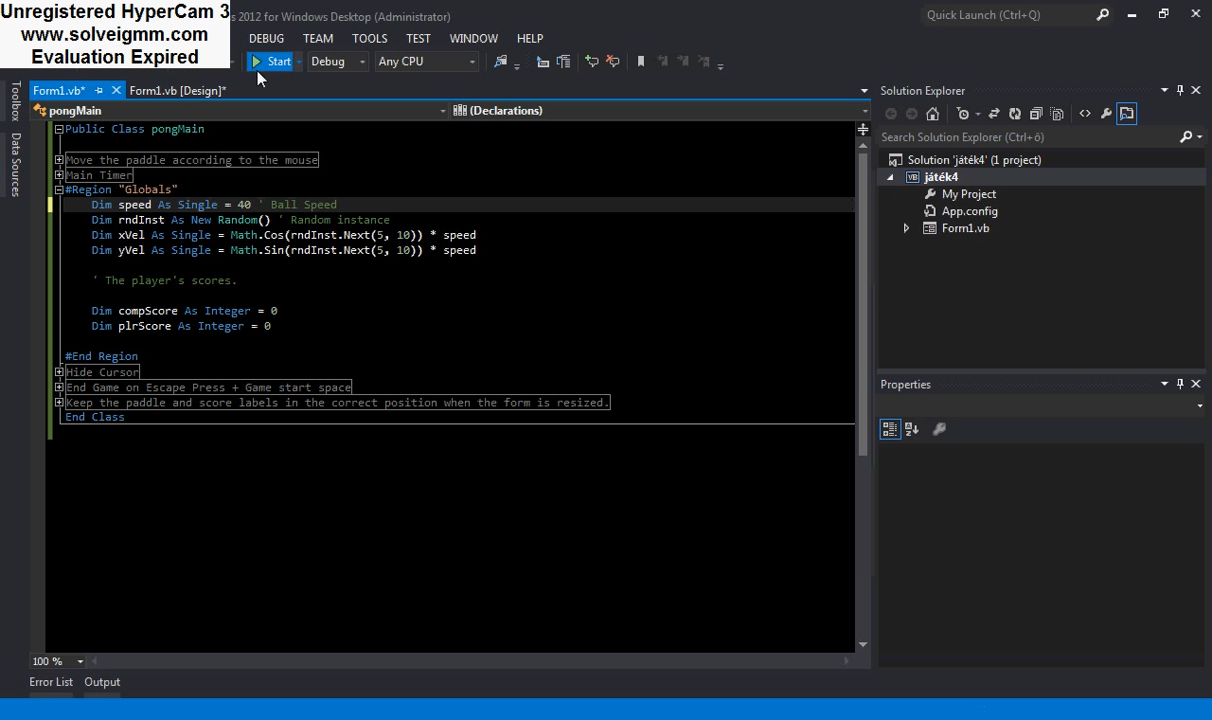 Unregistered HyperCam 3
www.solveigmm.com
Evaluation Expired
2012 for Windows Desktop (Administrator)
Quick Launch (Ctrl+Q)
DEBUG TEAM TOOLS TEST WINDOW HELP
Start Debug Any CPU
Form1.vb* Form1.vb [Design]*
Toolbox
Data Sources
pongMain (Declarations)
Public Class pongMain
Move the paddle according to the mouse
Main Timer
#Region "Globals"
Dim speed As Single = 40 ' Ball Speed
Dim rndInst As New Random() ' Random instance
Dim xVel As Single = Math.Cos(rndInst.Next(5, 10)) * speed
Dim yVel As Single = Math.Sin(rndInst.Next(5, 10)) * speed
' The player's scores.
Dim compScore As Integer = 0
Dim plrScore As Integer = 0
#End Region
Hide Cursor
End Game on Escape Press + Game start space
Keep the paddle and score labels in the correct position when the form is resized.
End Class
100 %
Error List Output
Solution Explorer
Search Solution Explorer (Ctrl+ő)
Solution 'játék4' (1 project)
VB játék4
My Project
App.config
Form1.vb
Properties